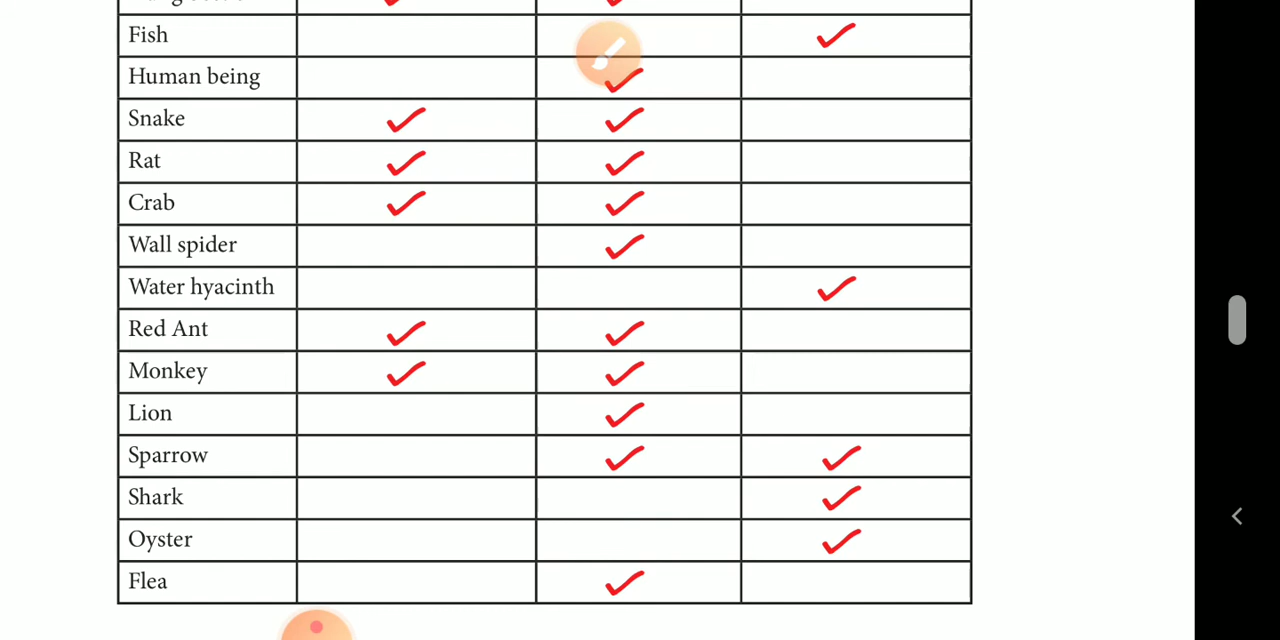 Fish
Human being
Snake
Rat
Crab
Wall spider
Water hyacinth
Red Ant
Monkey
Lion
Sparrow
Shark
Oyster
Flea